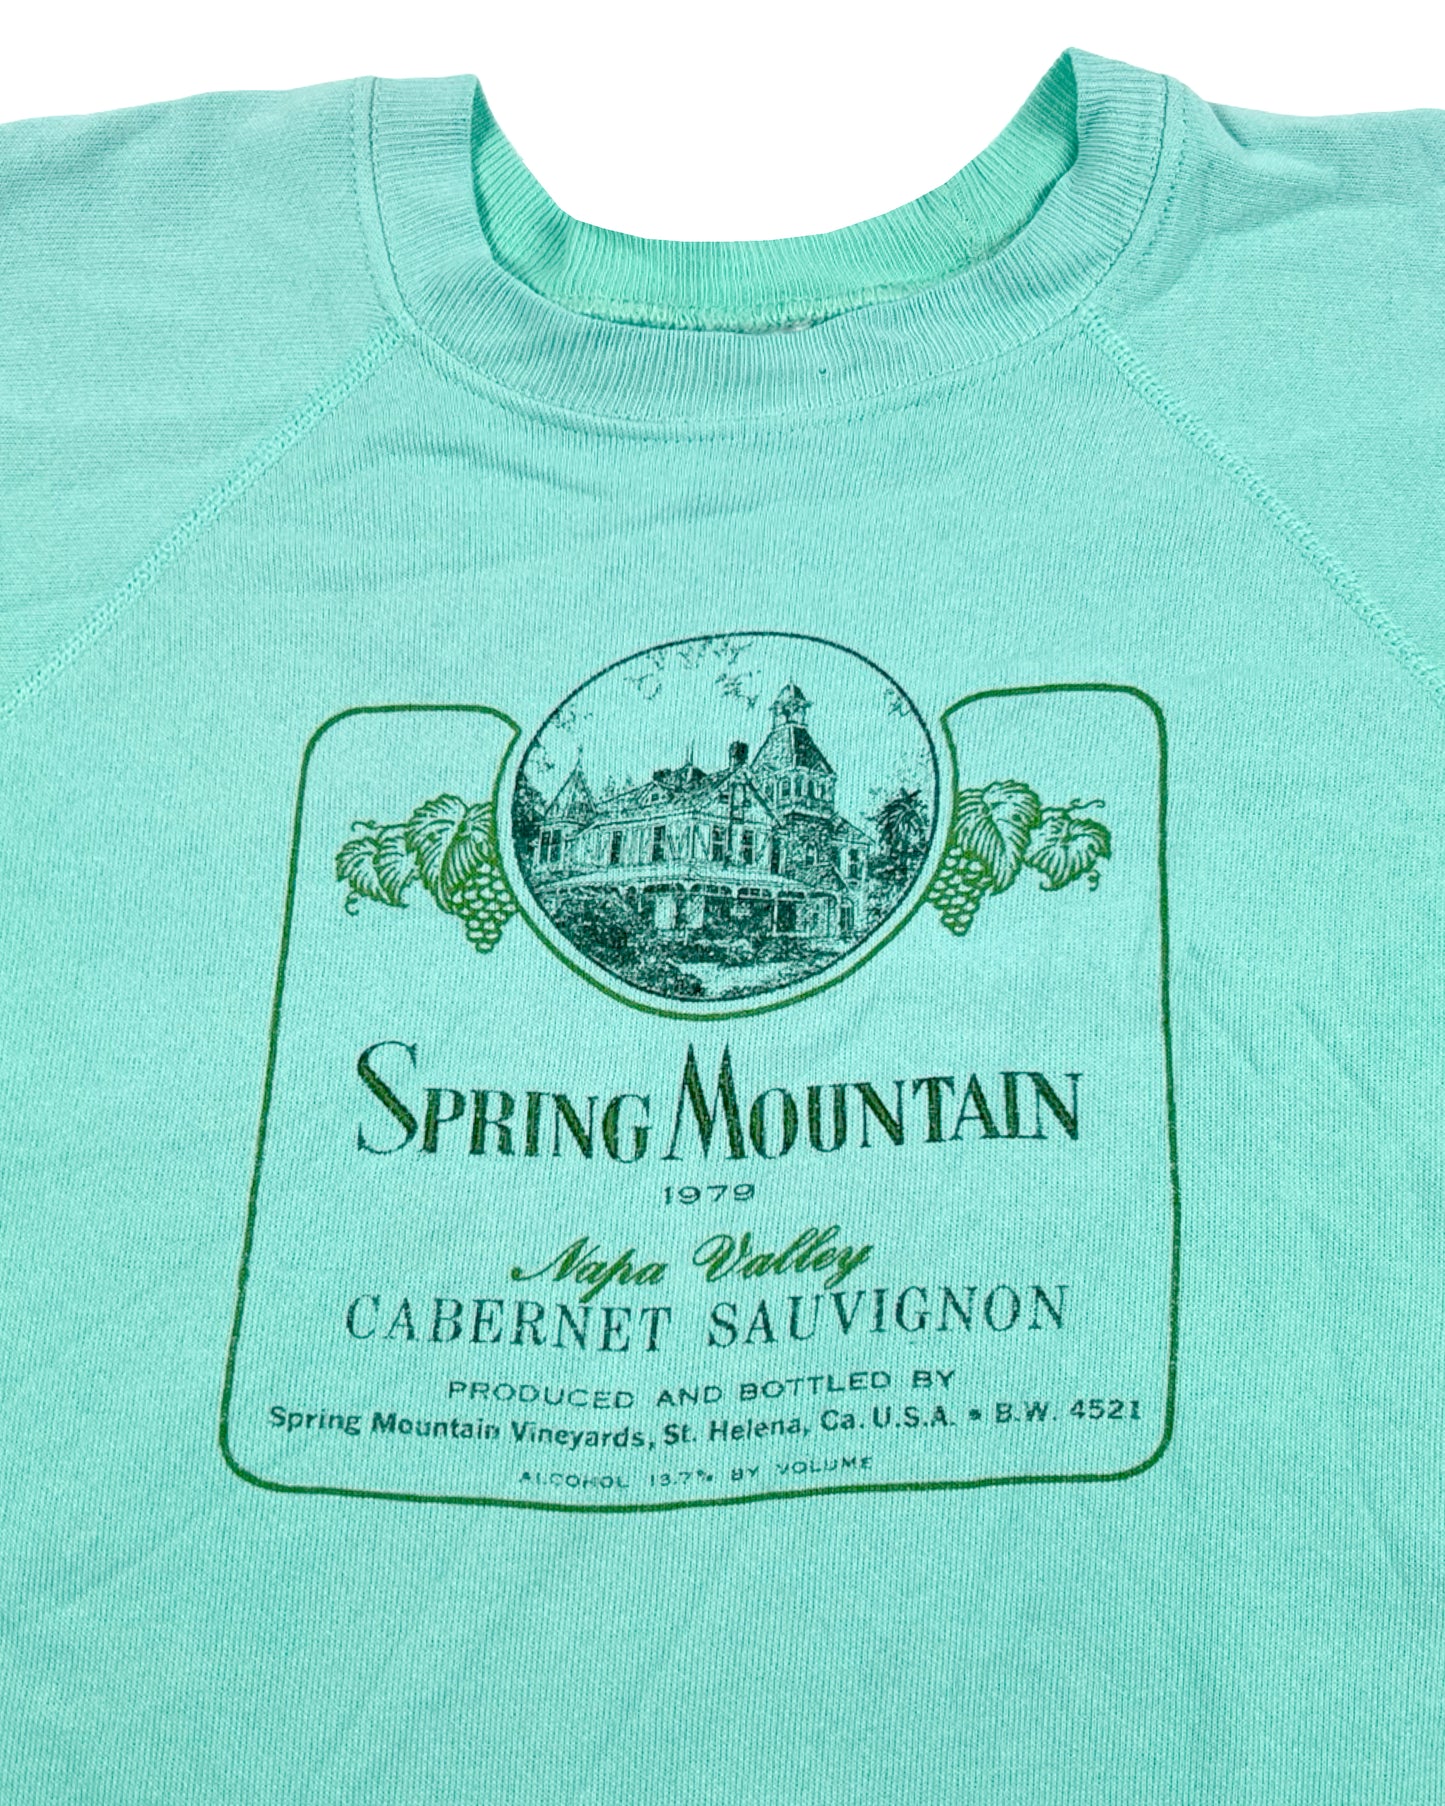 SPRING MOUNTAIN
1979
Napa Valley
CABERNET SAUVIGNON
PRODUCED AND BOTTLED BY
Spring Mountain Vineyards, St. Helena, Ca. U.S.A. • B.W. 4521
ALCOHOL 13.7% BY VOLUME